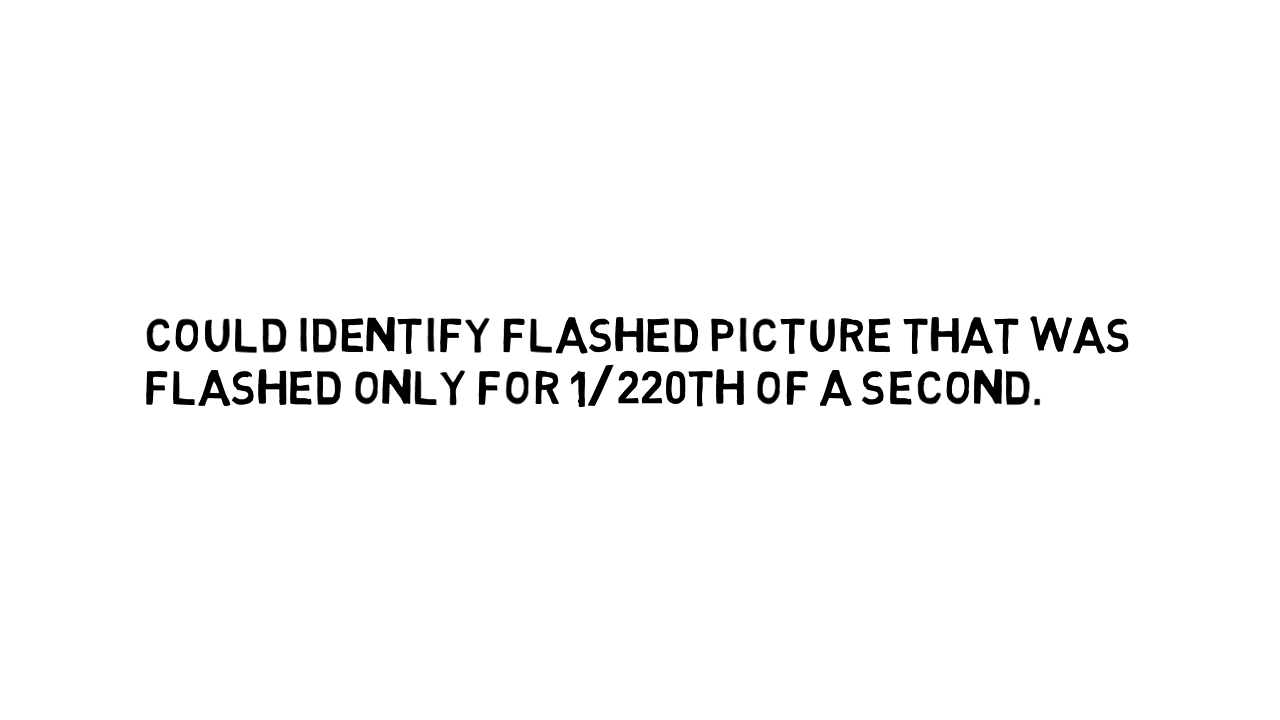 COULD IDENTIFY FLASHED PICTURE THAT WAS
FLASHED ONLY FOR 1/220TH OF A SECOND.